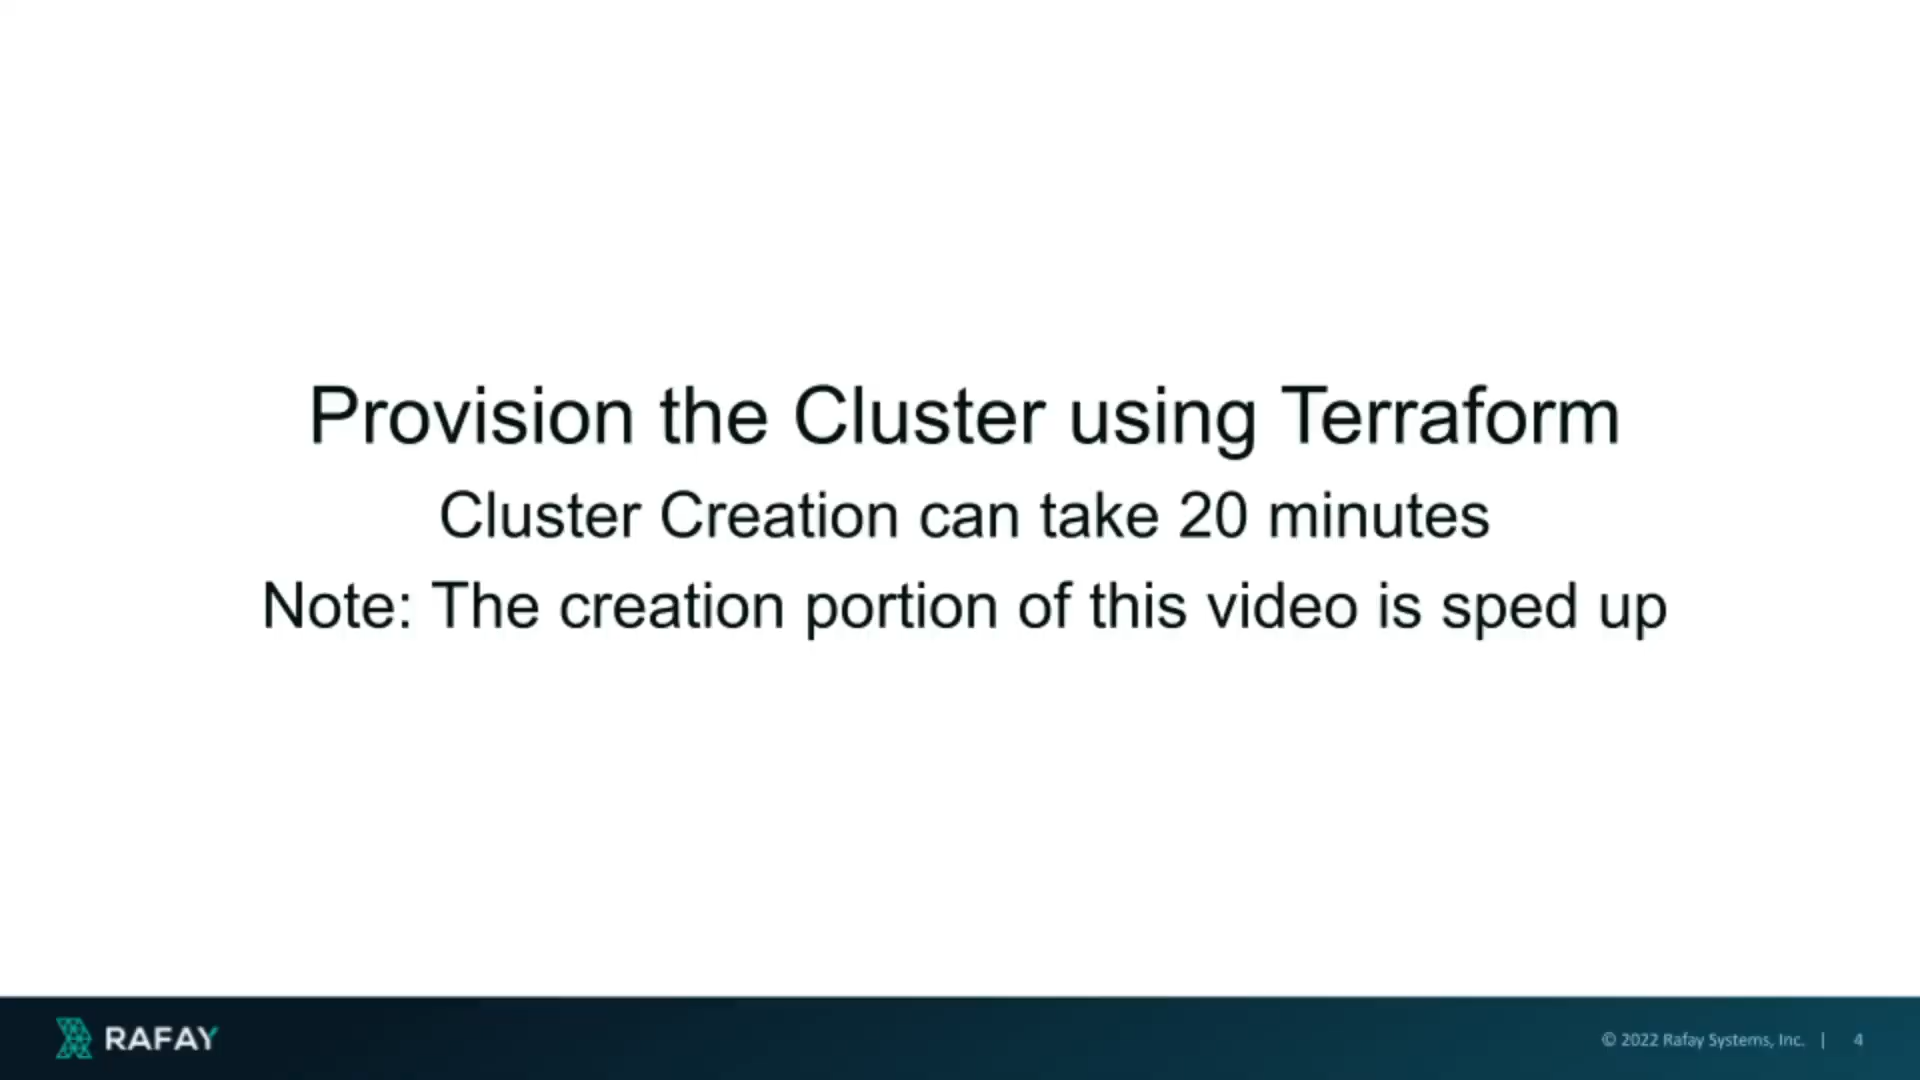 Provision the Cluster using Terraform
Cluster Creation can take 20 minutes
Note: The creation portion of this video is sped up
RAFAY
© 2022 Rafay Systems, Inc. | 4